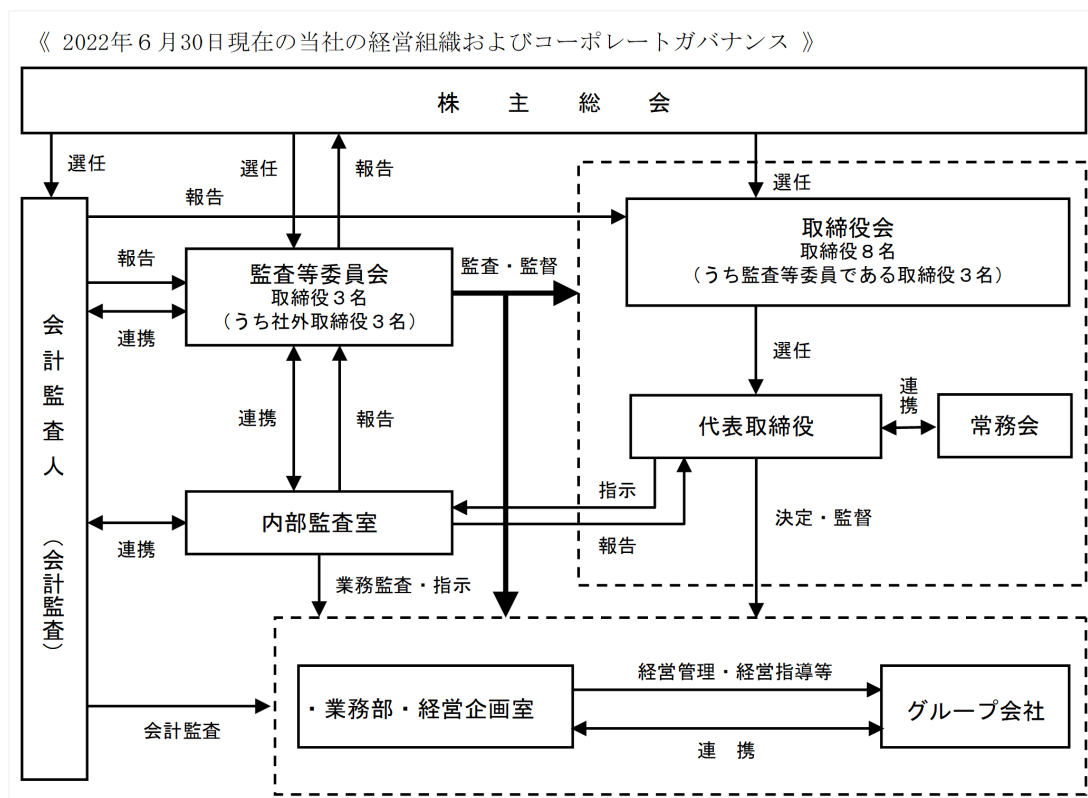 《 2022年６月30日現在の当社の経営組織およびコーポレートガバナンス 》
株主総会
選任
選任
報告
選任
報告
取締役会
取締役８名
（うち監査等委員である取締役３名）
報告
監査等委員会
取締役３名
（うち社外取締役３名）
監査・監督
連携
会計監査人
（会計監査）
選任
連携
報告
代表取締役
連携
常務会
内部監査室
指示
報告
連携
決定・監督
業務監査・指示
経営管理・経営指導等
・業務部・経営企画室
グループ会社
会計監査
連携